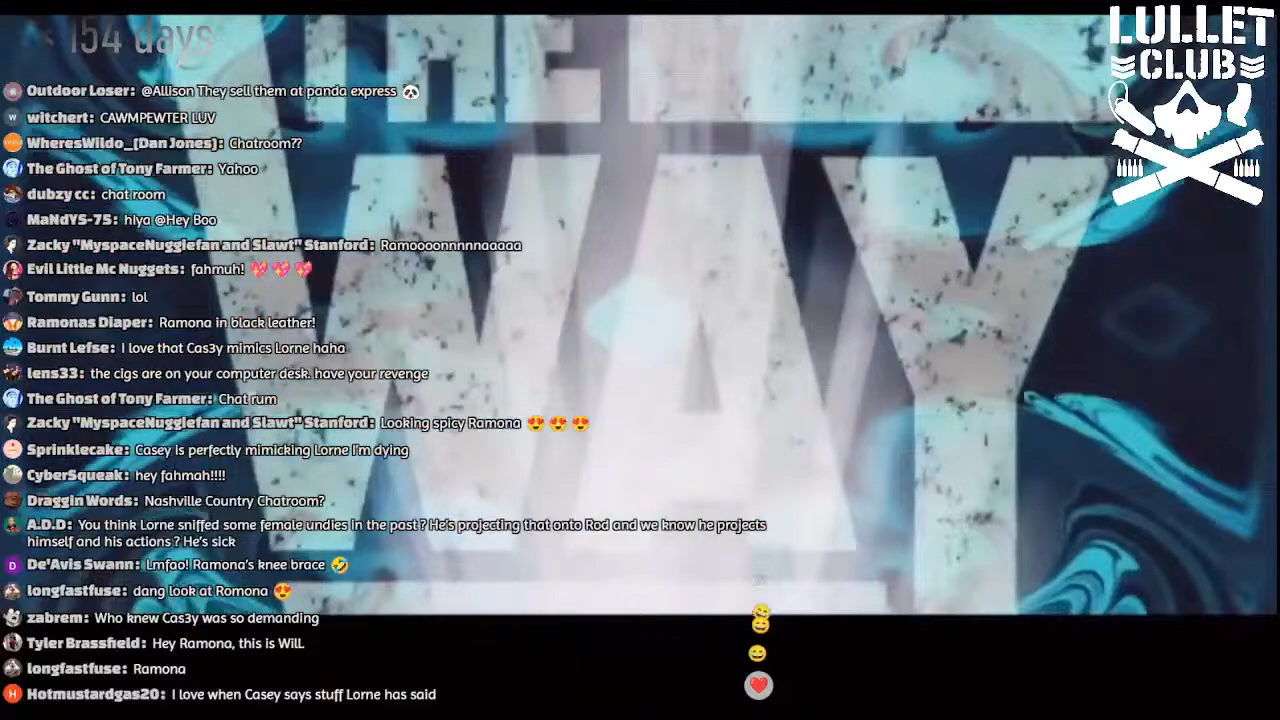 154 days
LULLET
CLUB
THE
WAY
Outdoor Loser: @Allison They sell them at panda express 🐼
W witchert: CAWMPEWTER LUV
WheresWildo_[Dan Jones]: Chatroom??
The Ghost of Tony Farmer: Yahoo
dubzy cc: chat room
MaNdYS-75: hiya @Hey Boo
Zacky "MyspaceNuggiefan and Slawt" Stanford: Ramoooonnnnnaaaaa
Evil Little Mc Nuggets: fahmuh! 💖 💖 💖
Tommy Gunn: lol
Ramonas Diaper: Ramona in black leather!
Burnt Lefse: I love that Cas3y mimics Lorne haha
lens33: the cigs are on your computer desk. have your revenge
The Ghost of Tony Farmer: Chat rum
Zacky "MyspaceNuggiefan and Slawt" Stanford: Looking spicy Ramona 😍 😍 😍
Sprinklecake: Casey is perfectly mimicking Lorne I'm dying
CyberSqueak: hey fahmah!!!!
Draggin Words: Nashville Country Chatroom?
A.D.D: You think Lorne sniffed some female undies in the past? He's projecting that onto Rod and we know he projects
himself and his actions? He's sick
D De'Avis Swann: Lmfao! Ramona's knee brace 🤣
longfastfuse: dang look at Romona 😍
zabrem: Who knew Cas3y was so demanding
Tyler Brassfield: Hey Ramona, this is WilL
longfastfuse: Ramona
H Hotmustardgas20: I love when Casey says stuff Lorne has said